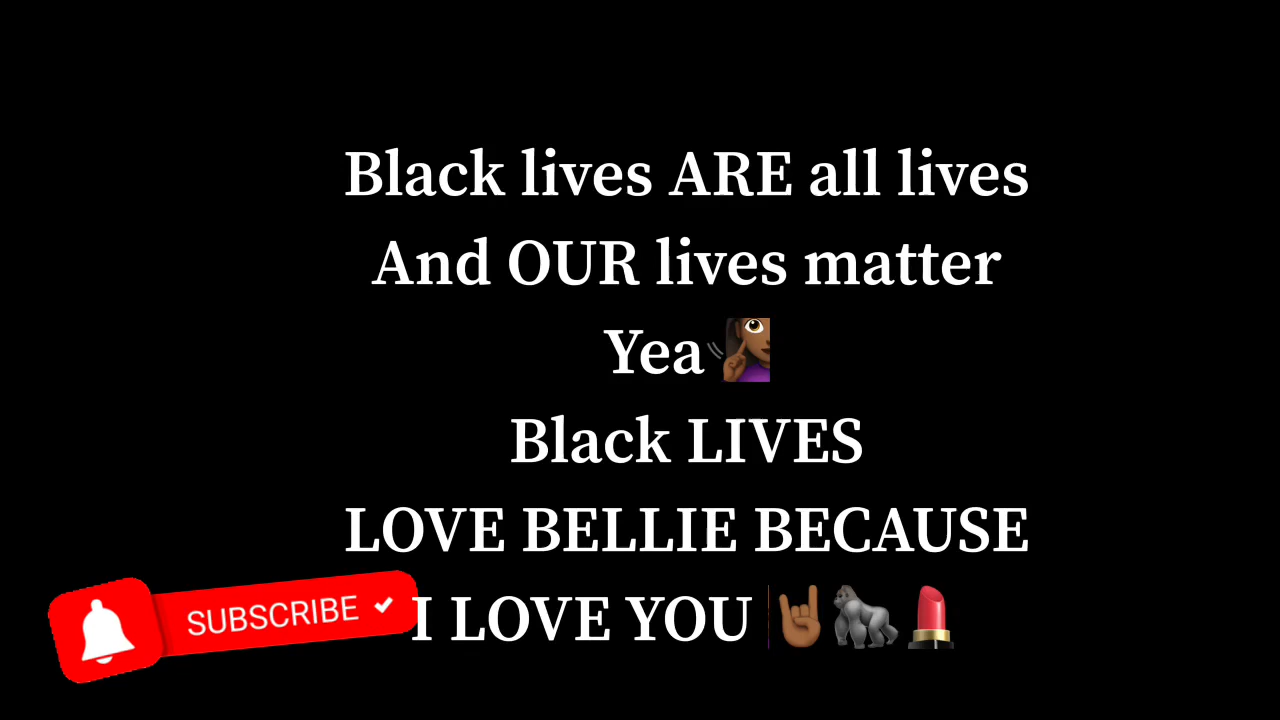 Black lives ARE all lives
And OUR lives matter
Yea🧏🏾‍♀️
Black LIVES
LOVE BELLIE BECAUSE
I LOVE YOU 🤘🏾🦍💄
SUBSCRIBE